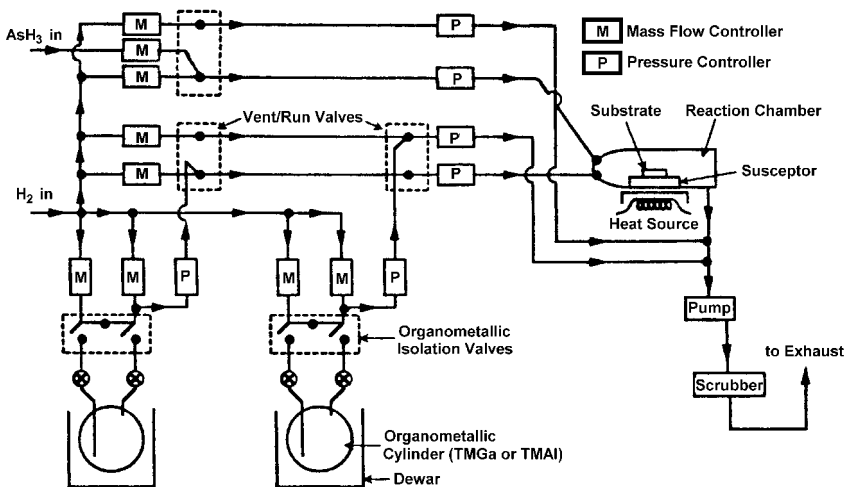 AsH3 in
M
M
M
M
M
P
P
P
P
M Mass Flow Controller
P Pressure Controller
Vent/Run Valves
Substrate
Reaction Chamber
Susceptor
Heat Source
H2 in
M
M
P
M
M
P
Organometallic
Isolation Valves
Pump
to Exhaust
Scrubber
Organometallic
Cylinder (TMGa or TMAl)
Dewar